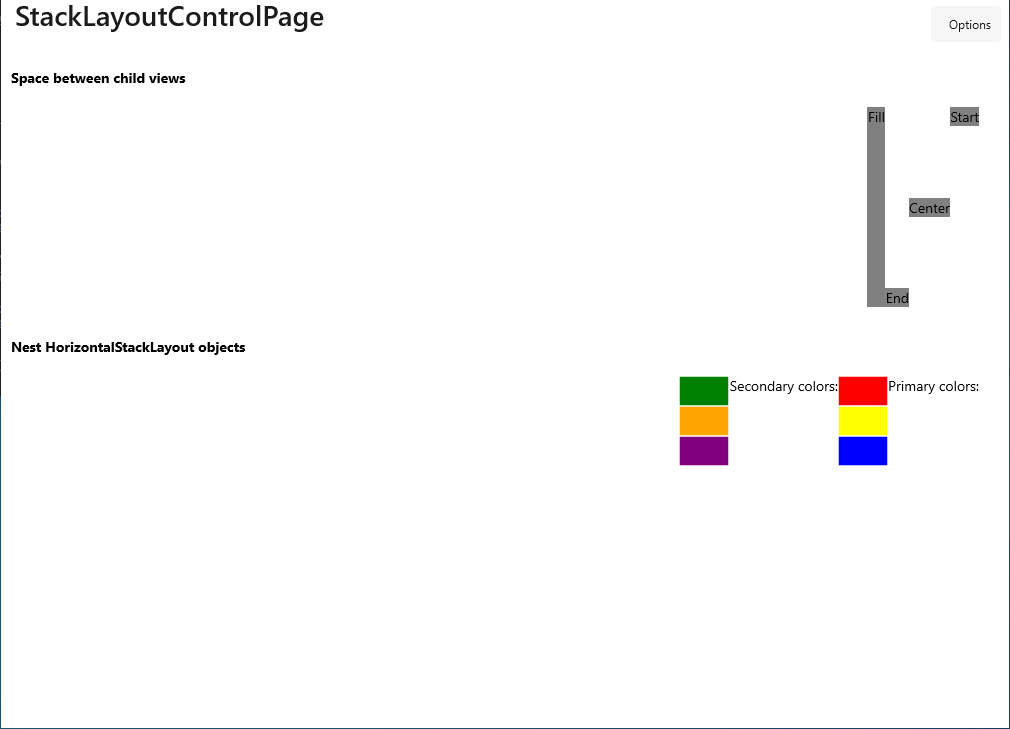 StackLayoutControlPage
Options
Space between child views
Fill
Start
Center
End
Nest HorizontalStackLayout objects
Secondary colors:
Primary colors: